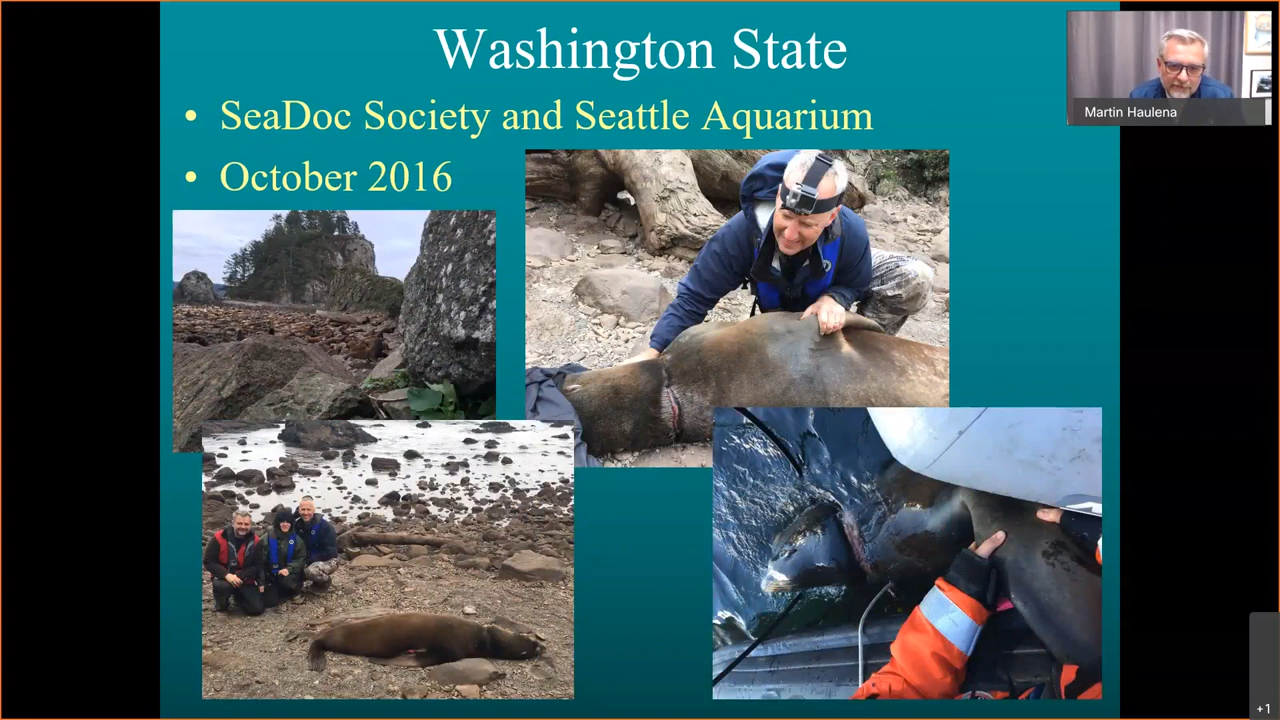 Washington State
• SeaDoc Society and Seattle Aquarium
• October 2016
Martin Haulena
+1